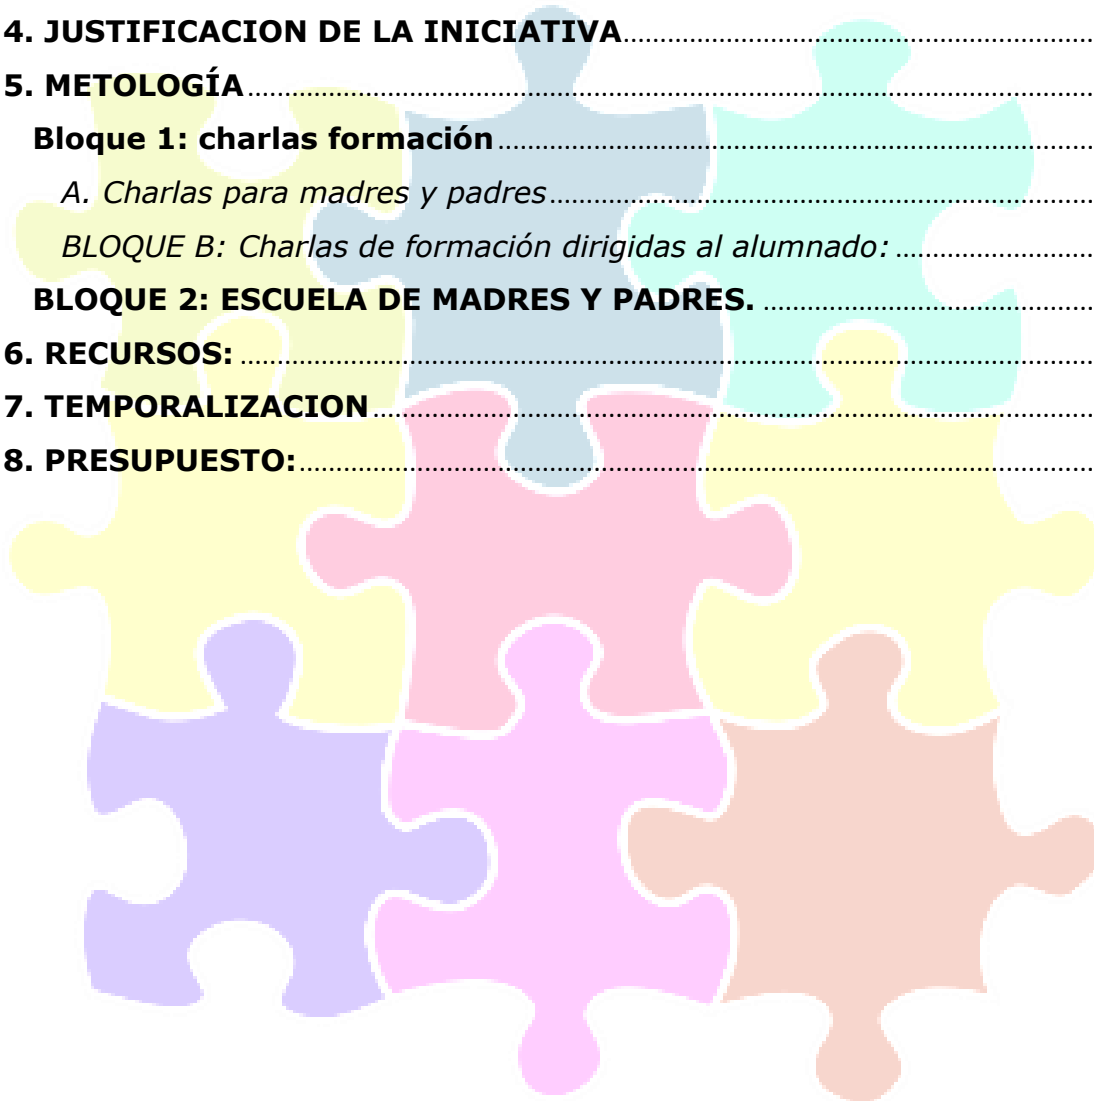 4. JUSTIFICACION DE LA INICIATIVA
5. METOLOGÍA
Bloque 1: charlas formación
A. Charlas para madres y padres
BLOQUE B: Charlas de formación dirigidas al alumnado:
BLOQUE 2: ESCUELA DE MADRES Y PADRES.
6. RECURSOS:
7. TEMPORALIZACION
8. PRESUPUESTO: